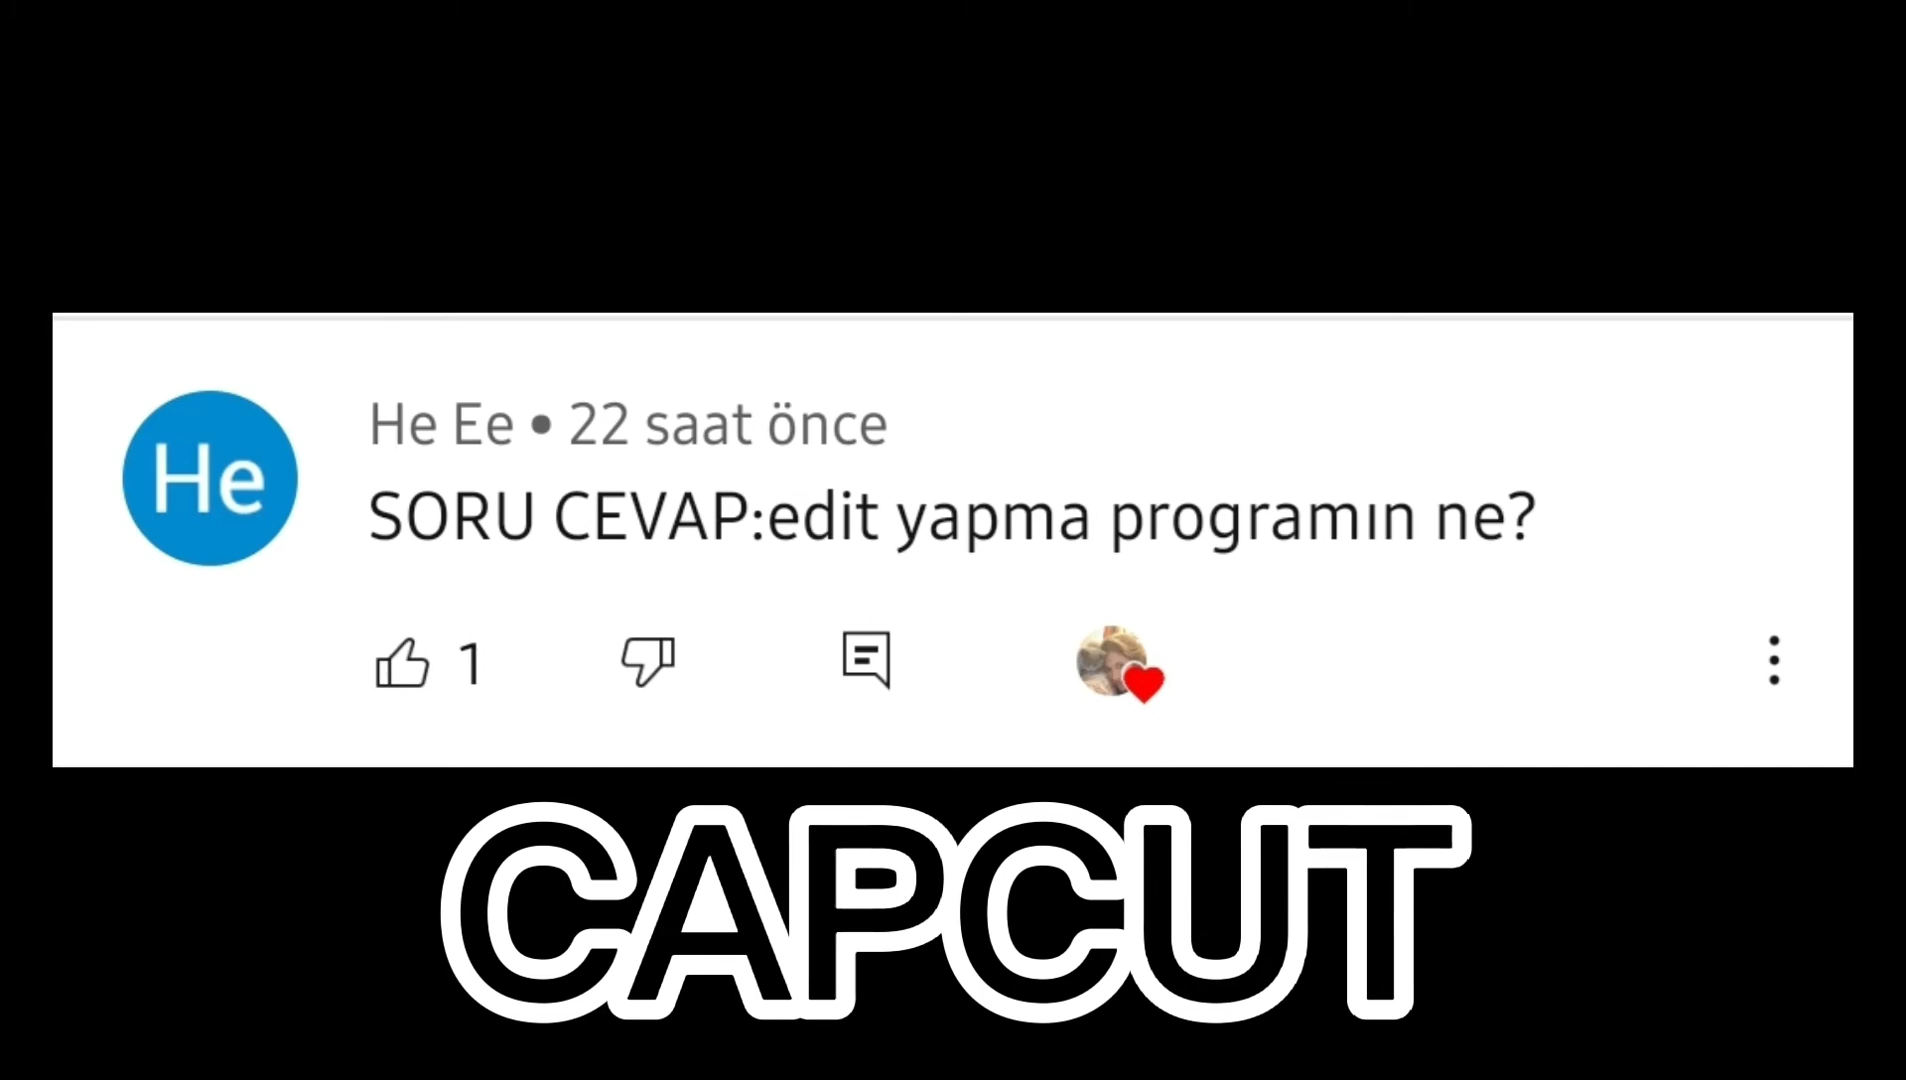 He
He Ee • 22 saat önce
SORU CEVAP:edit yapma programın ne?
1
CAPCUT